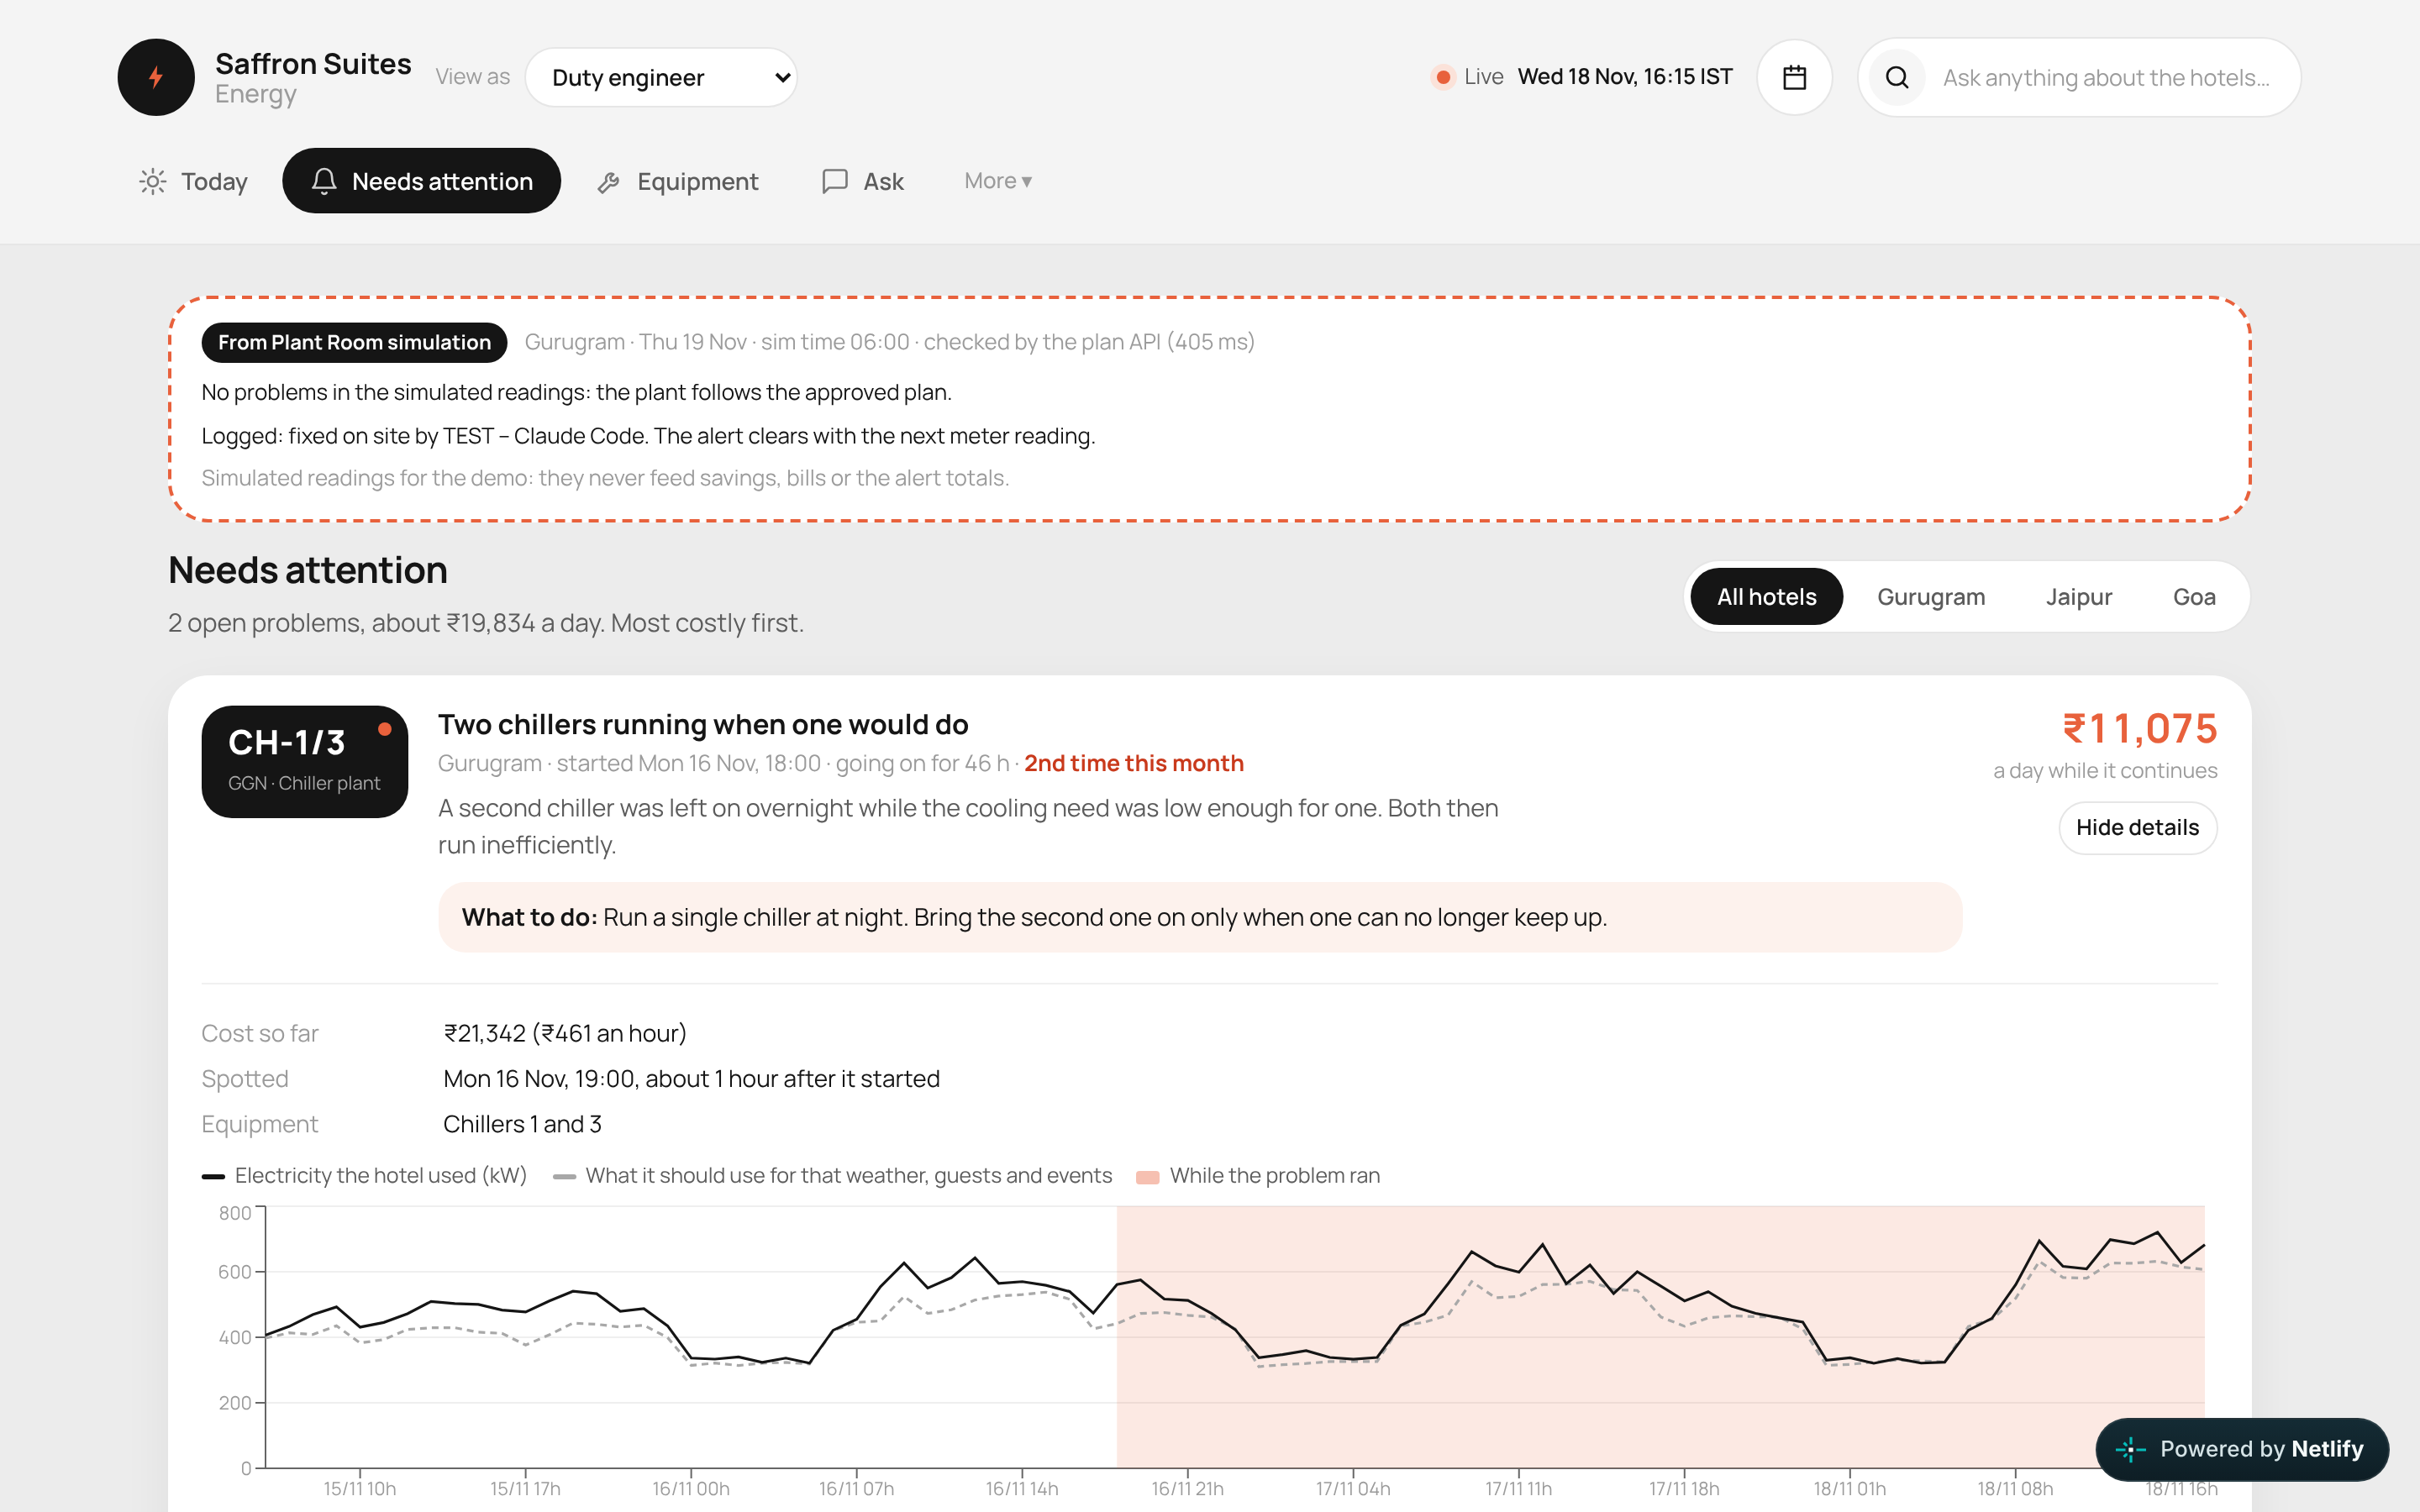 Saffron Suites
Energy
View as
Duty engineer
Live Wed 18 Nov, 16:15 IST
Ask anything about the hotels...
Today
Needs attention
Equipment
Ask
More ▾
From Plant Room simulation
Gurugram · Thu 19 Nov · sim time 06:00 · checked by the plan API (405 ms)
No problems in the simulated readings: the plant follows the approved plan.
Logged: fixed on site by TEST – Claude Code. The alert clears with the next meter reading.
Simulated readings for the demo: they never feed savings, bills or the alert totals.
Needs attention
2 open problems, about ₹19,834 a day. Most costly first.
All hotels
Gurugram
Jaipur
Goa
CH-1/3
GGN · Chiller plant
Two chillers running when one would do
Gurugram · started Mon 16 Nov, 18:00 · going on for 46 h · 2nd time this month
A second chiller was left on overnight while the cooling need was low enough for one. Both then
run inefficiently.
What to do: Run a single chiller at night. Bring the second one on only when one can no longer keep up.
₹11,075
a day while it continues
Hide details
Cost so far
₹21,342 (₹461 an hour)
Spotted
Mon 16 Nov, 19:00, about 1 hour after it started
Equipment
Chillers 1 and 3
Electricity the hotel used (kW)
What it should use for that weather, guests and events
While the problem ran
800
600
400
200
0
15/11 10h
15/11 17h
16/11 00h
16/11 07h
16/11 14h
16/11 21h
17/11 04h
17/11 11h
17/11 18h
18/11 01h
18/11 08h
18/11 16h
Powered by Netlify